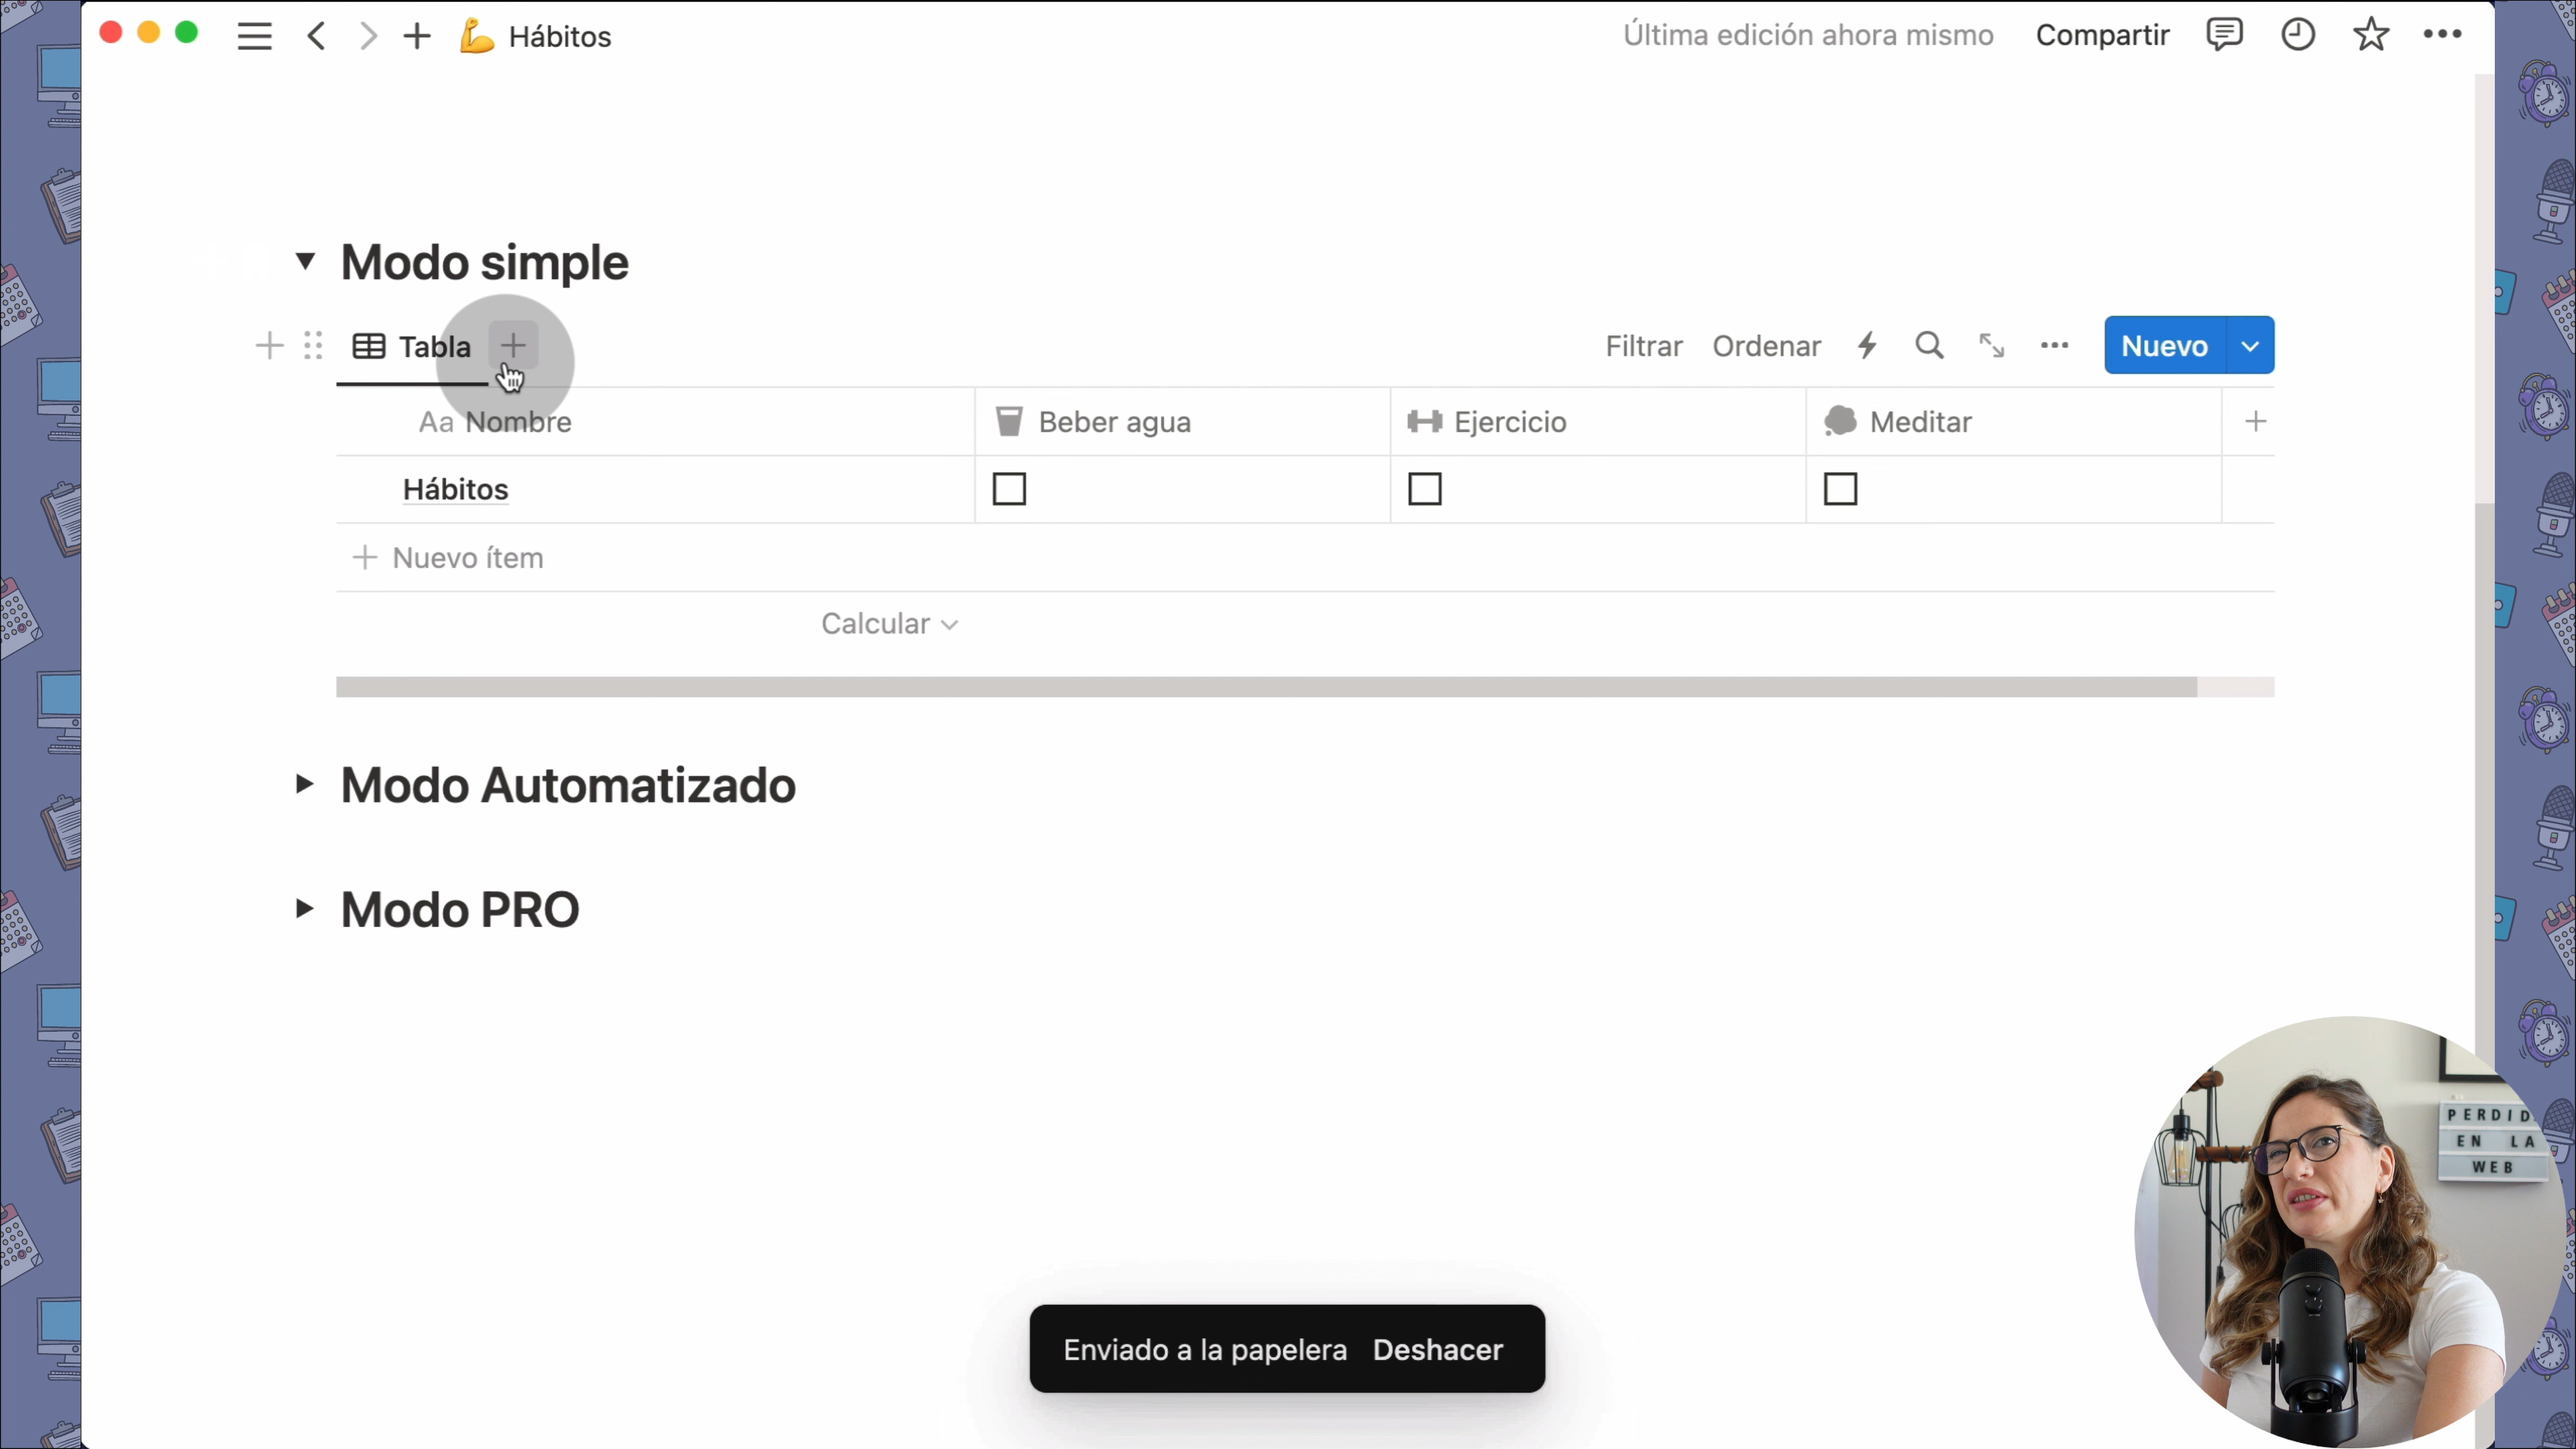 💪 Hábitos
Última edición ahora mismo
Compartir
Modo simple
Tabla
Filtrar
Ordenar
Nuevo
Aa Nombre
Beber agua
Ejercicio
Meditar
Hábitos
Nuevo ítem
Calcular
Modo Automatizado
Modo PRO
PERDID
EN LA
WEB
Enviado a la papelera Deshacer